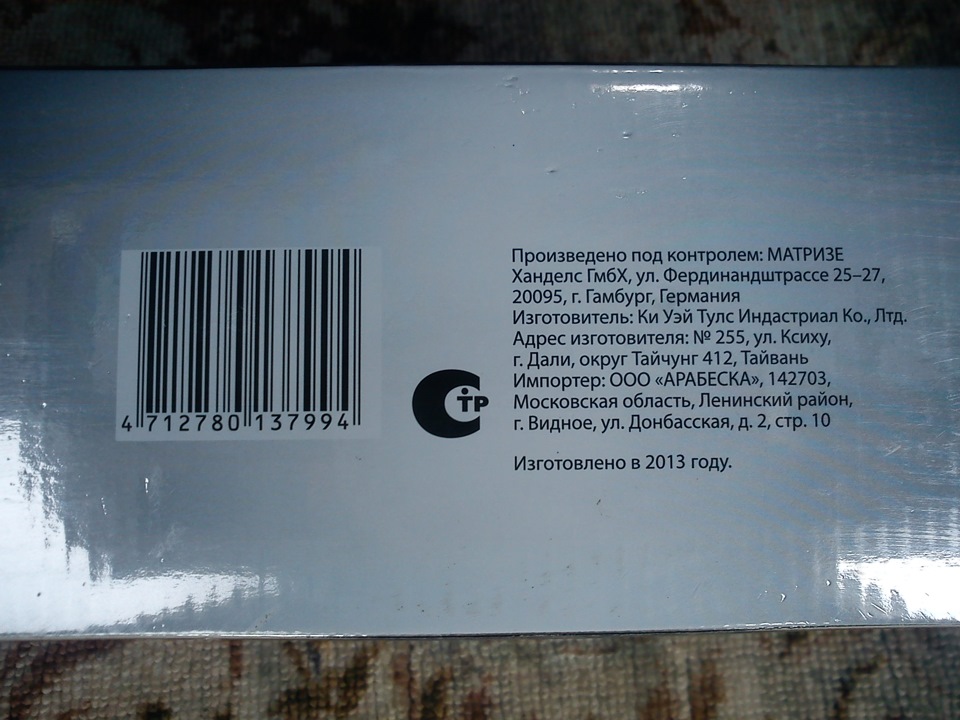 Произведено под контролем: МАТРИЗЕ
Ханделс ГмбХ, ул. Фердинандштрассе 25–27,
20095, г. Гамбург, Германия
Изготовитель: Ки Уэй Тулс Индастриал Ко., Лтд.
Адрес изготовителя: № 255, ул. Ксиху,
г. Дали, округ Тайчунг 412, Тайвань
Импортер: ООО «АРАБЕСКА», 142703,
Московская область, Ленинский район,
г. Видное, ул. Донбасская, д. 2, стр. 10
Изготовлено в 2013 году.
4 712780 137994
СТР